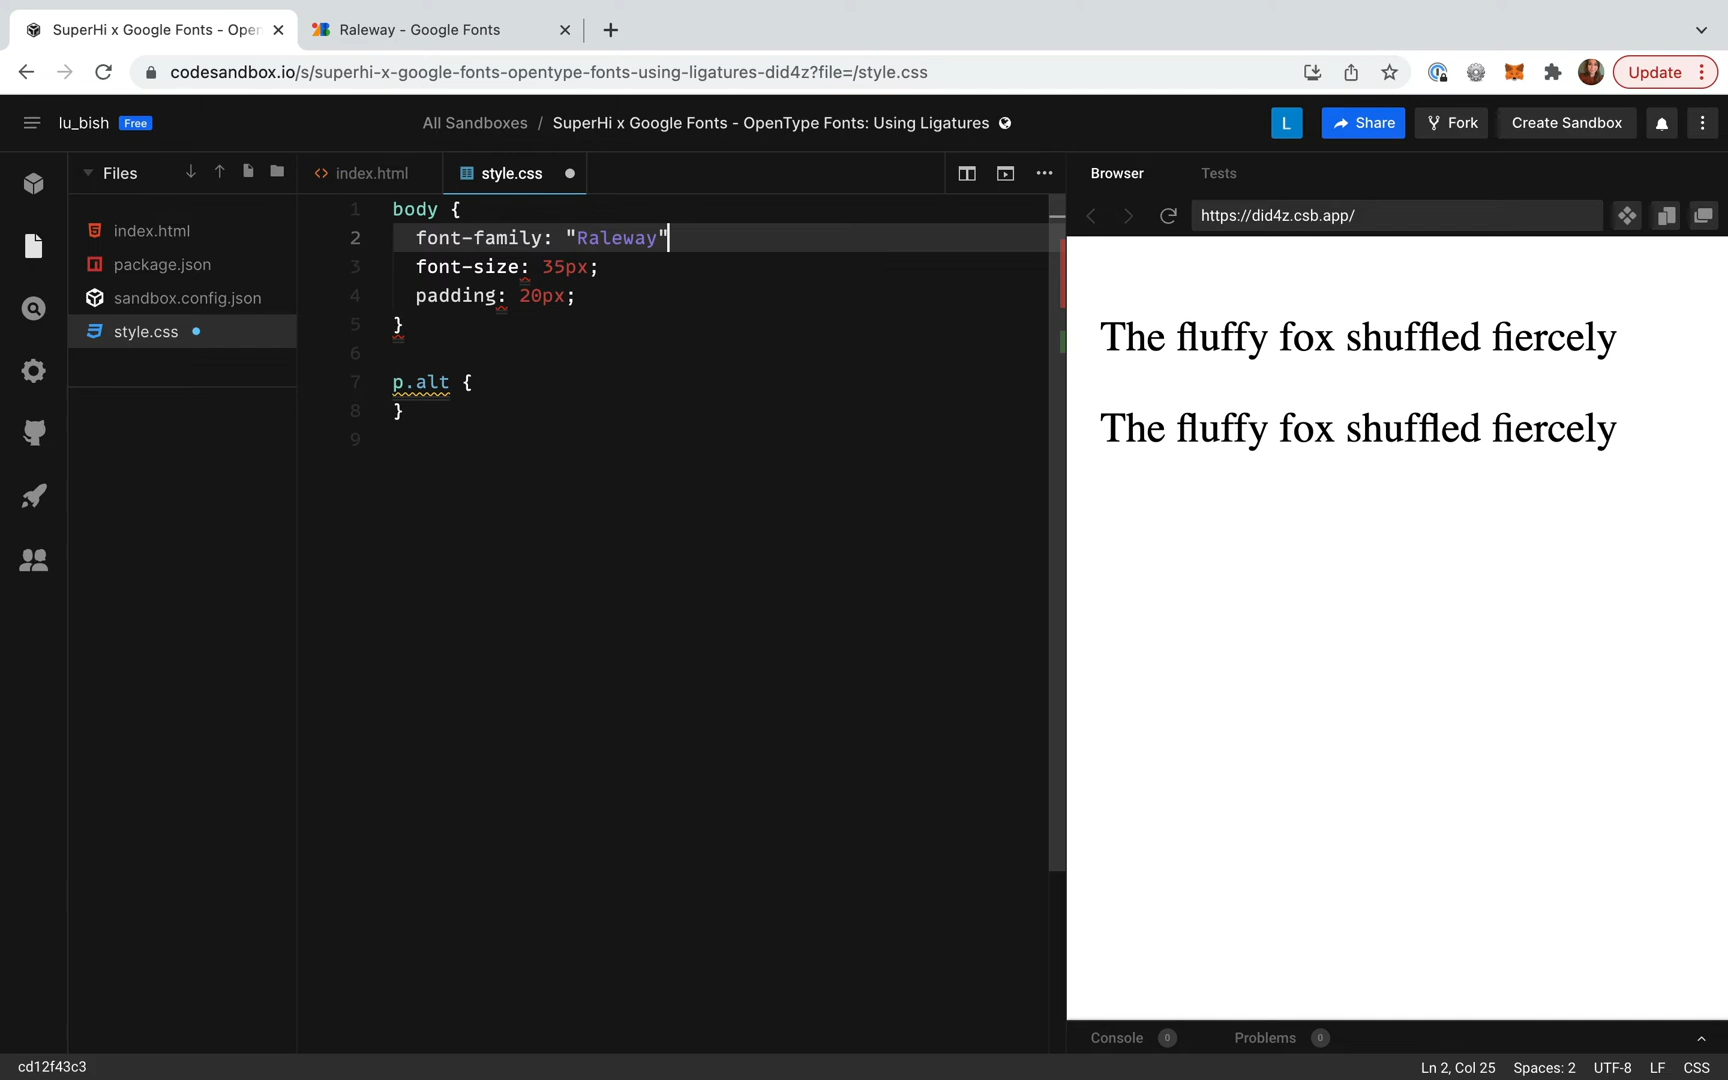 SuperHi x Google Fonts - Open
Raleway - Google Fonts
codesandbox.io/s/superhi-x-google-fonts-opentype-fonts-using-ligatures-did4z?file=/style.css
Update
lu_bish Free
All Sandboxes / SuperHi x Google Fonts - OpenType Fonts: Using Ligatures
L
Share
Fork
Create Sandbox
Files
index.html
style.css
Browser
Tests
https://did4z.csb.app/
index.html
package.json
sandbox.config.json
style.css
1 body {
2 font-family: "Raleway"
3 font-size: 35px;
4 padding: 20px;
5 }
6
7 p.alt {
8 }
9
The fluffy fox shuffled fiercely
The fluffy fox shuffled fiercely
Console 0
Problems 0
cd12f43c3
Ln 2, Col 25 Spaces: 2 UTF-8 LF CSS